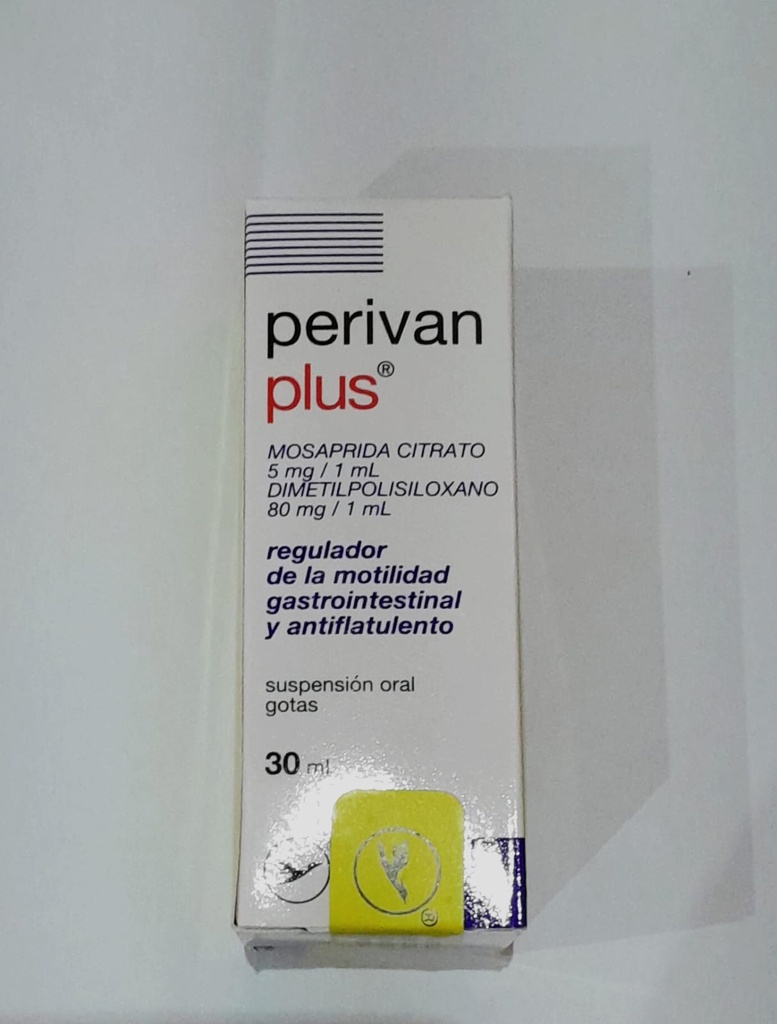 perivan
plus®
MOSAPRIDA CITRATO
5 mg / 1 mL
DIMETILPOLISILOXANO
80 mg / 1 mL
regulador
de la motilidad
gastrointestinal
y antiflatulento
suspensión oral
gotas
30 ml
®